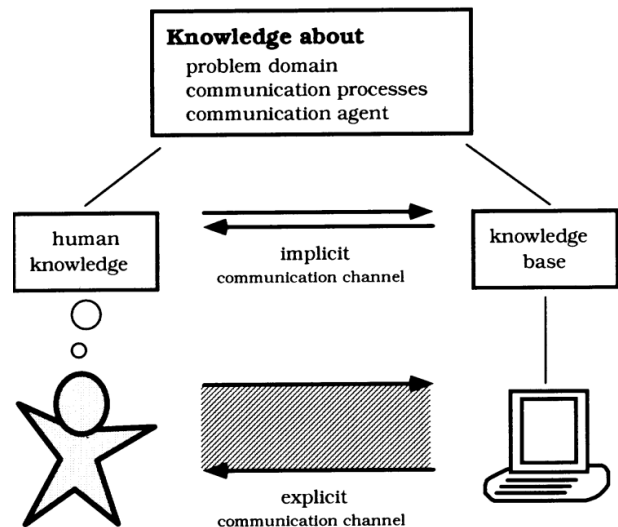 Knowledge about
problem domain
communication processes
communication agent
human
knowledge
implicit
communication channel
knowledge
base
explicit
communication channel